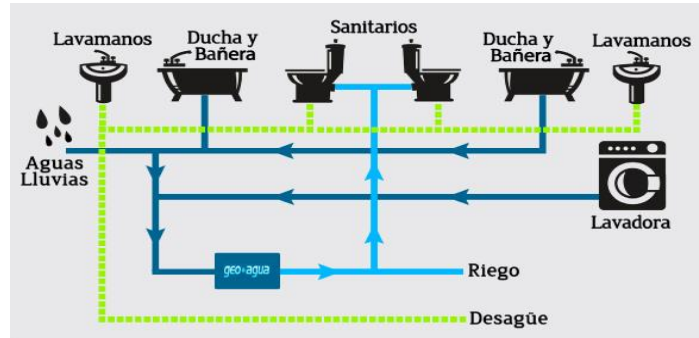 Lavamanos
Ducha y
Bañera
Sanitarios
Ducha y
Bañera
Lavamanos
Aguas
Lluvias
Lavadora
geo-agua
Riego
Desagüe